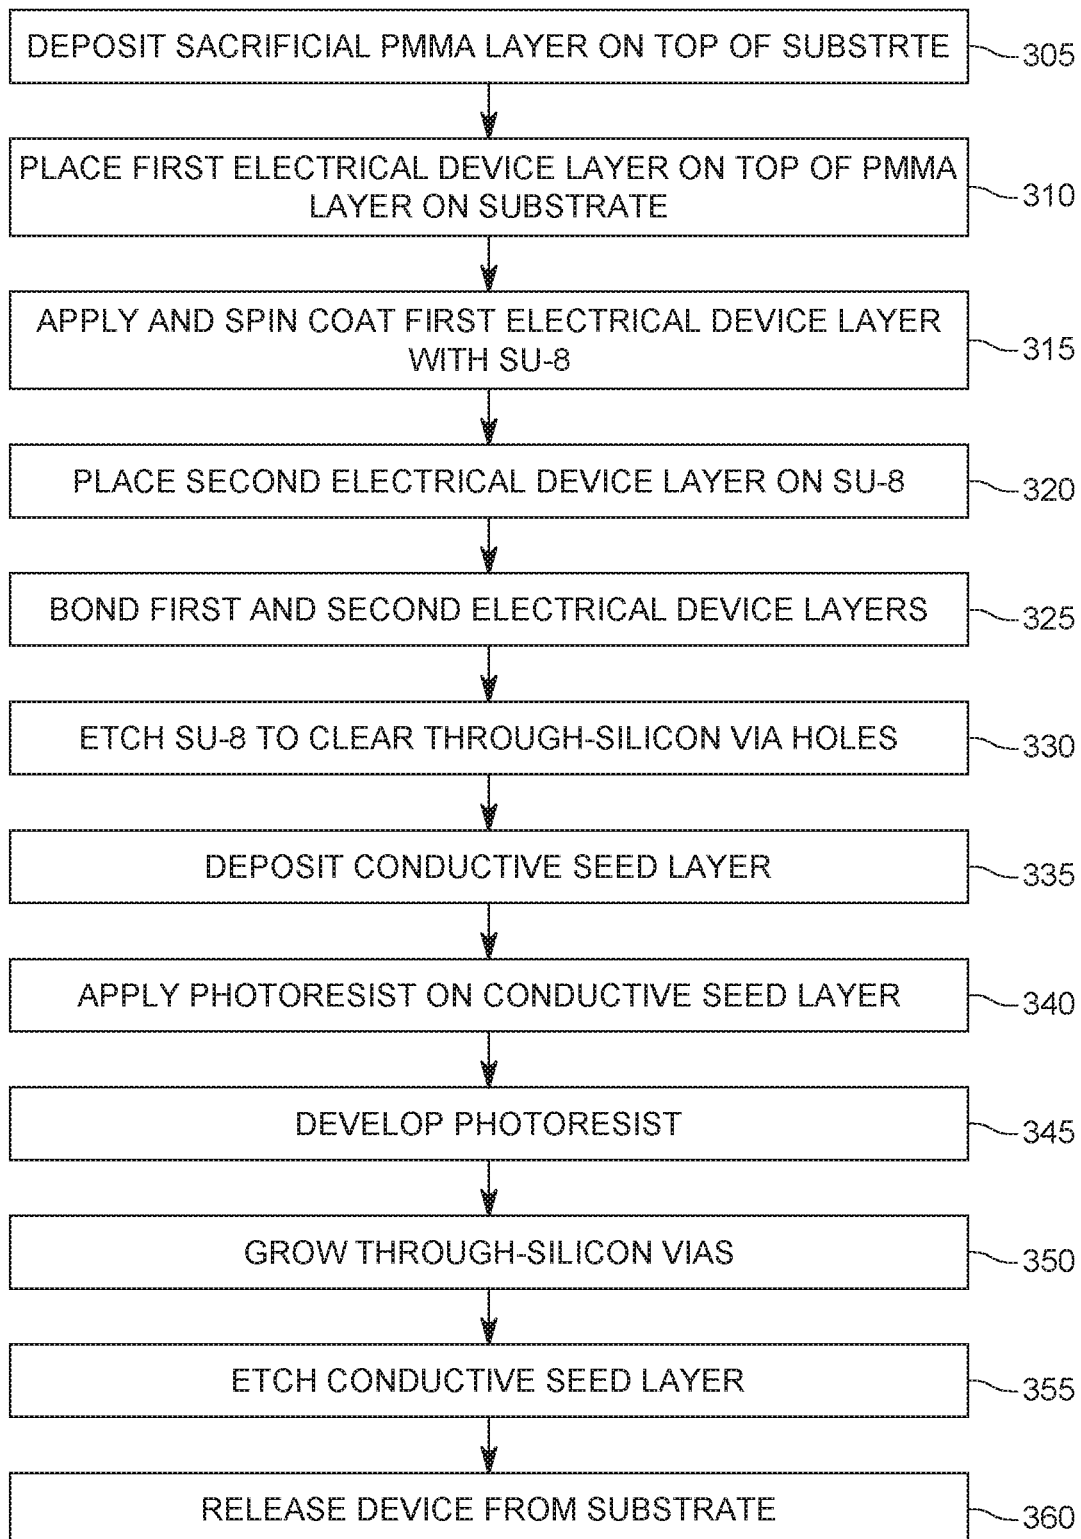 DEPOSIT SACRIFICIAL PMMA LAYER ON TOP OF SUBSTRTE
305
PLACE FIRST ELECTRICAL DEVICE LAYER ON TOP OF PMMA
LAYER ON SUBSTRATE
310
APPLY AND SPIN COAT FIRST ELECTRICAL DEVICE LAYER
WITH SU-8
315
PLACE SECOND ELECTRICAL DEVICE LAYER ON SU-8
320
BOND FIRST AND SECOND ELECTRICAL DEVICE LAYERS
325
ETCH SU-8 TO CLEAR THROUGH-SILICON VIA HOLES
330
DEPOSIT CONDUCTIVE SEED LAYER
335
APPLY PHOTORESIST ON CONDUCTIVE SEED LAYER
340
DEVELOP PHOTORESIST
345
GROW THROUGH-SILICON VIAS
350
ETCH CONDUCTIVE SEED LAYER
355
RELEASE DEVICE FROM SUBSTRATE
360